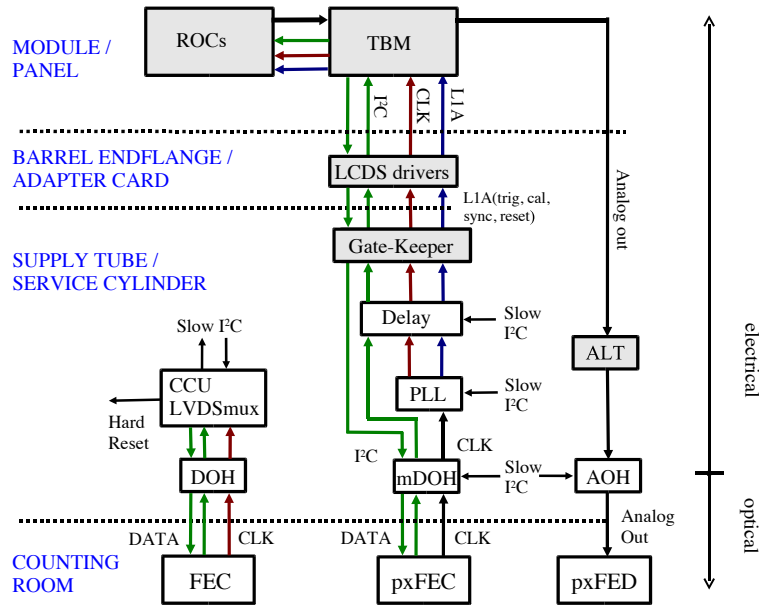 MODULE /
PANEL
ROCs
TBM
I²C
CLK
L1A
BARREL ENDFLANGE /
ADAPTER CARD
LCDS drivers
L1A(trig, cal,
sync, reset)
Analog out
SUPPLY TUBE /
SERVICE CYLINDER
Gate-Keeper
Delay
Slow
I²C
Slow I²C
ALT
electrical
CCU
LVDSmux
PLL
Slow
I²C
Hard
Reset
I²C
CLK
DOH
mDOH
Slow
I²C
AOH
optical
DATA
CLK
DATA
CLK
Analog
Out
COUNTING
ROOM
FEC
pxFEC
pxFED